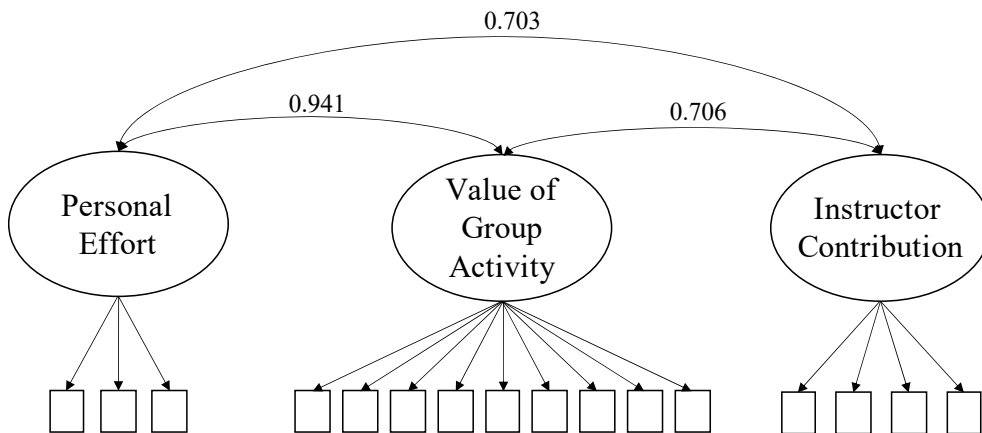 0.703
0.941
0.706
Personal
Effort
Value of
Group
Activity
Instructor
Contribution